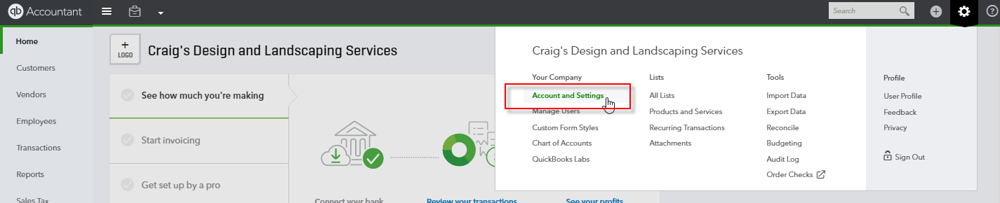 qb Accountant
Search
?
Home
Customers
Vendors
Employees
Transactions
Reports
Sales Tax
+
LOGO
Craig's Design and Landscaping Services
See how much you're making
Start invoicing
Get set up by a pro
Connect your bank
Review your transactions
See your profits
Craig's Design and Landscaping Services
Your Company
Account and Settings
Manage Users
Custom Form Styles
Chart of Accounts
QuickBooks Labs
Lists
All Lists
Products and Services
Recurring Transactions
Attachments
Tools
Import Data
Export Data
Reconcile
Budgeting
Audit Log
Order Checks
Profile
User Profile
Feedback
Privacy
Sign Out